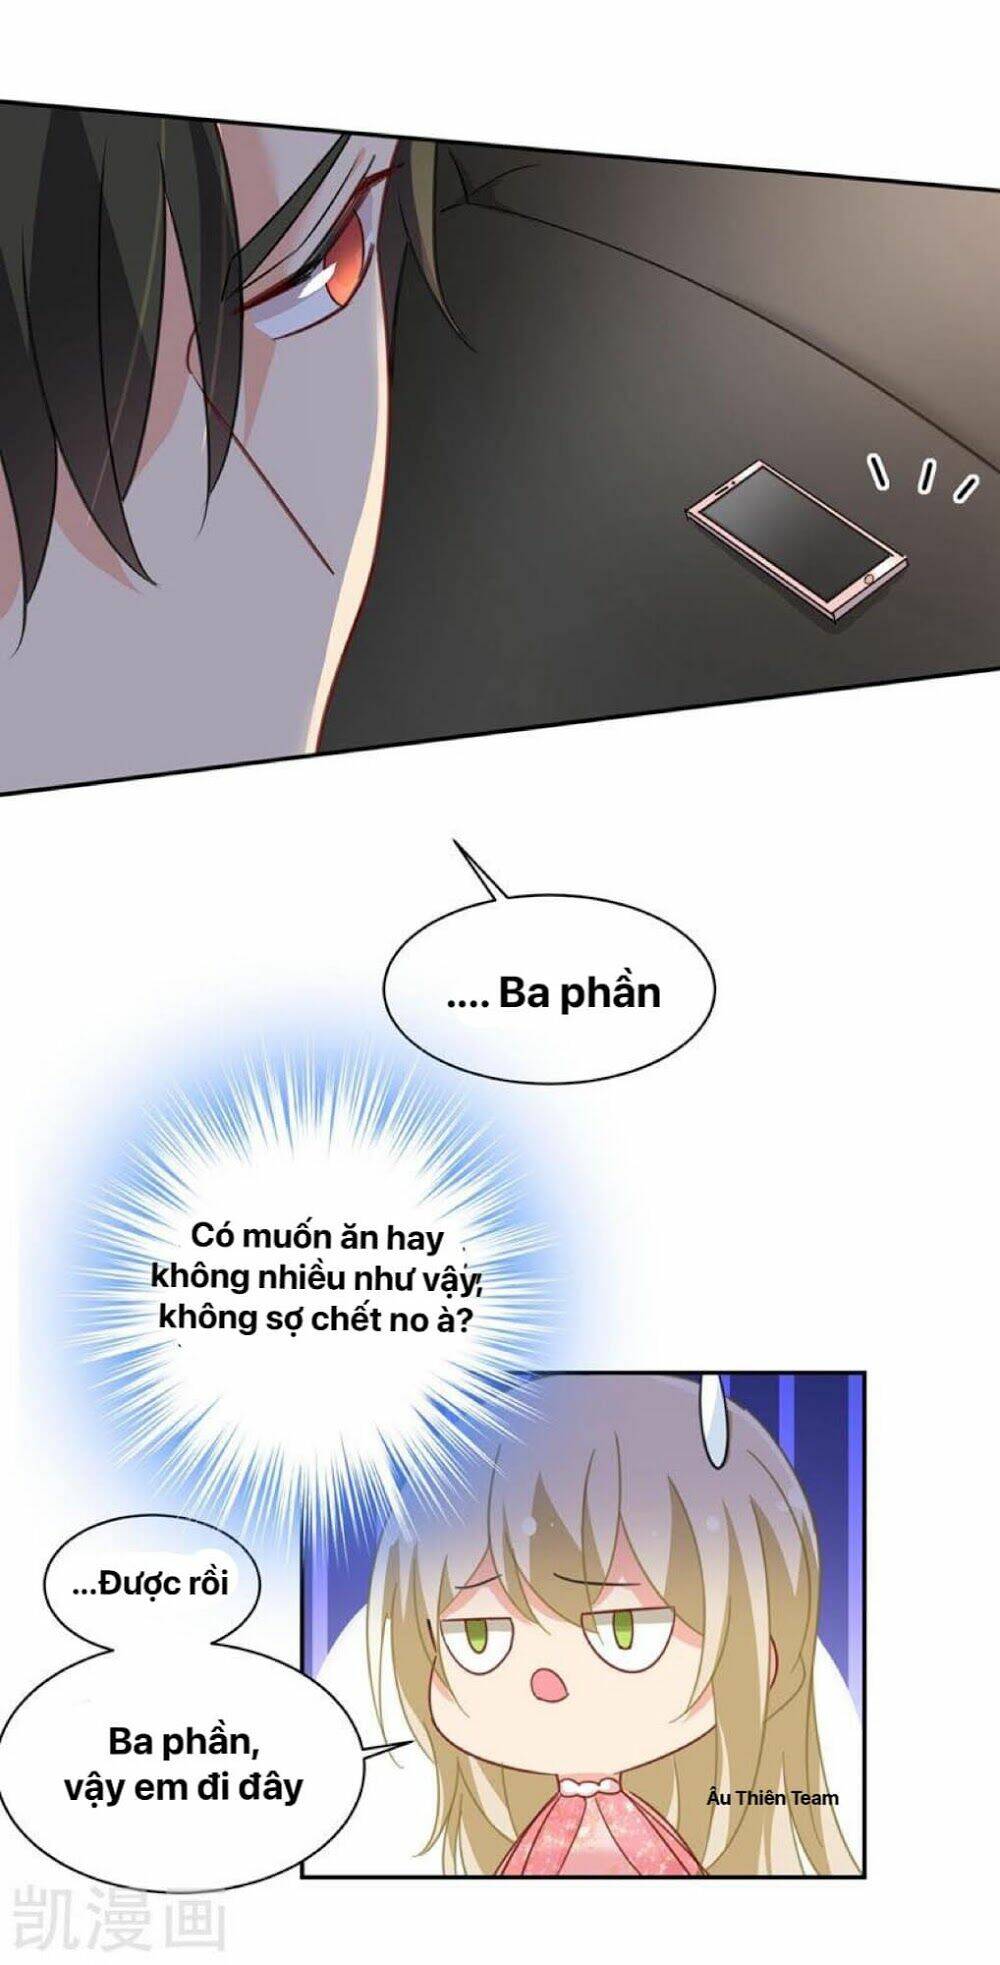 .... Ba phần
Có muốn ăn hay
không nhiều như vậy,
không sợ chết no à?
...Được rồi
Ba phần,
vậy em đi đây
Âu Thiên Team
凯漫画